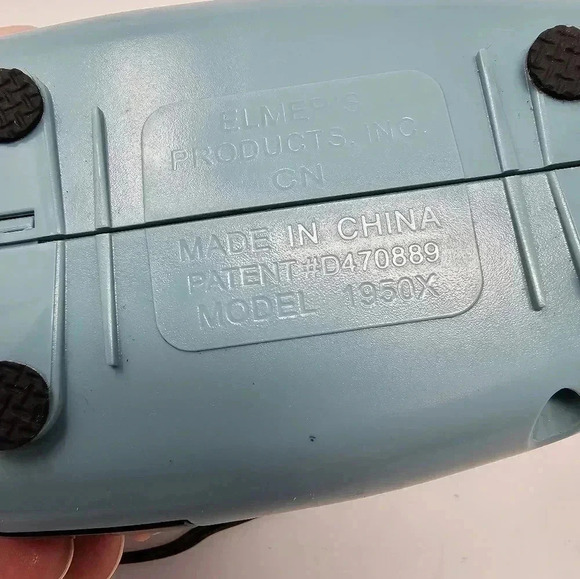 ELMER'S
PRODUCTS, INC.
CN
MADE IN CHINA
PATENT #D470889
MODEL 1950X